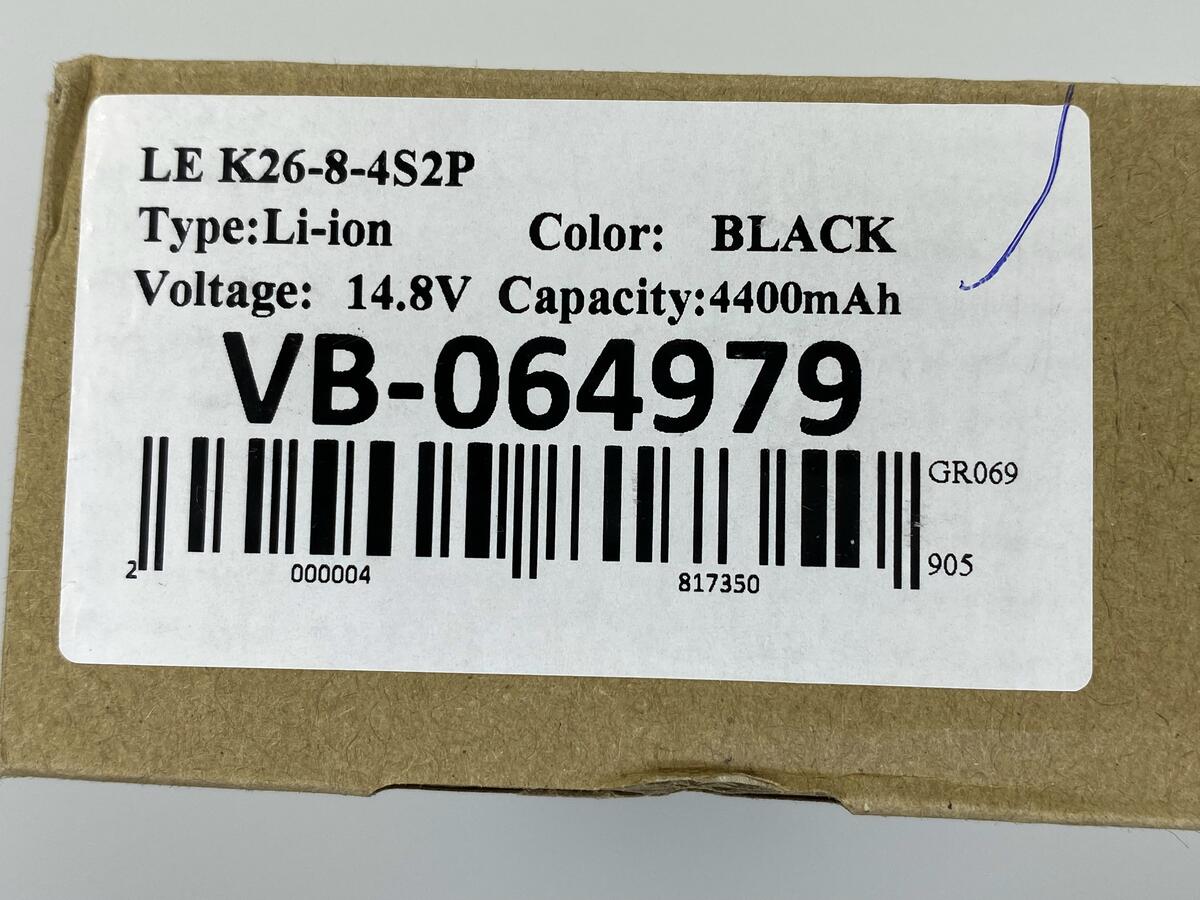 LE K26-8-4S2P
Type:Li-ion Color: BLACK
Voltage: 14.8V Capacity:4400mAh
VB-064979
GR069
905
2 000004 817350